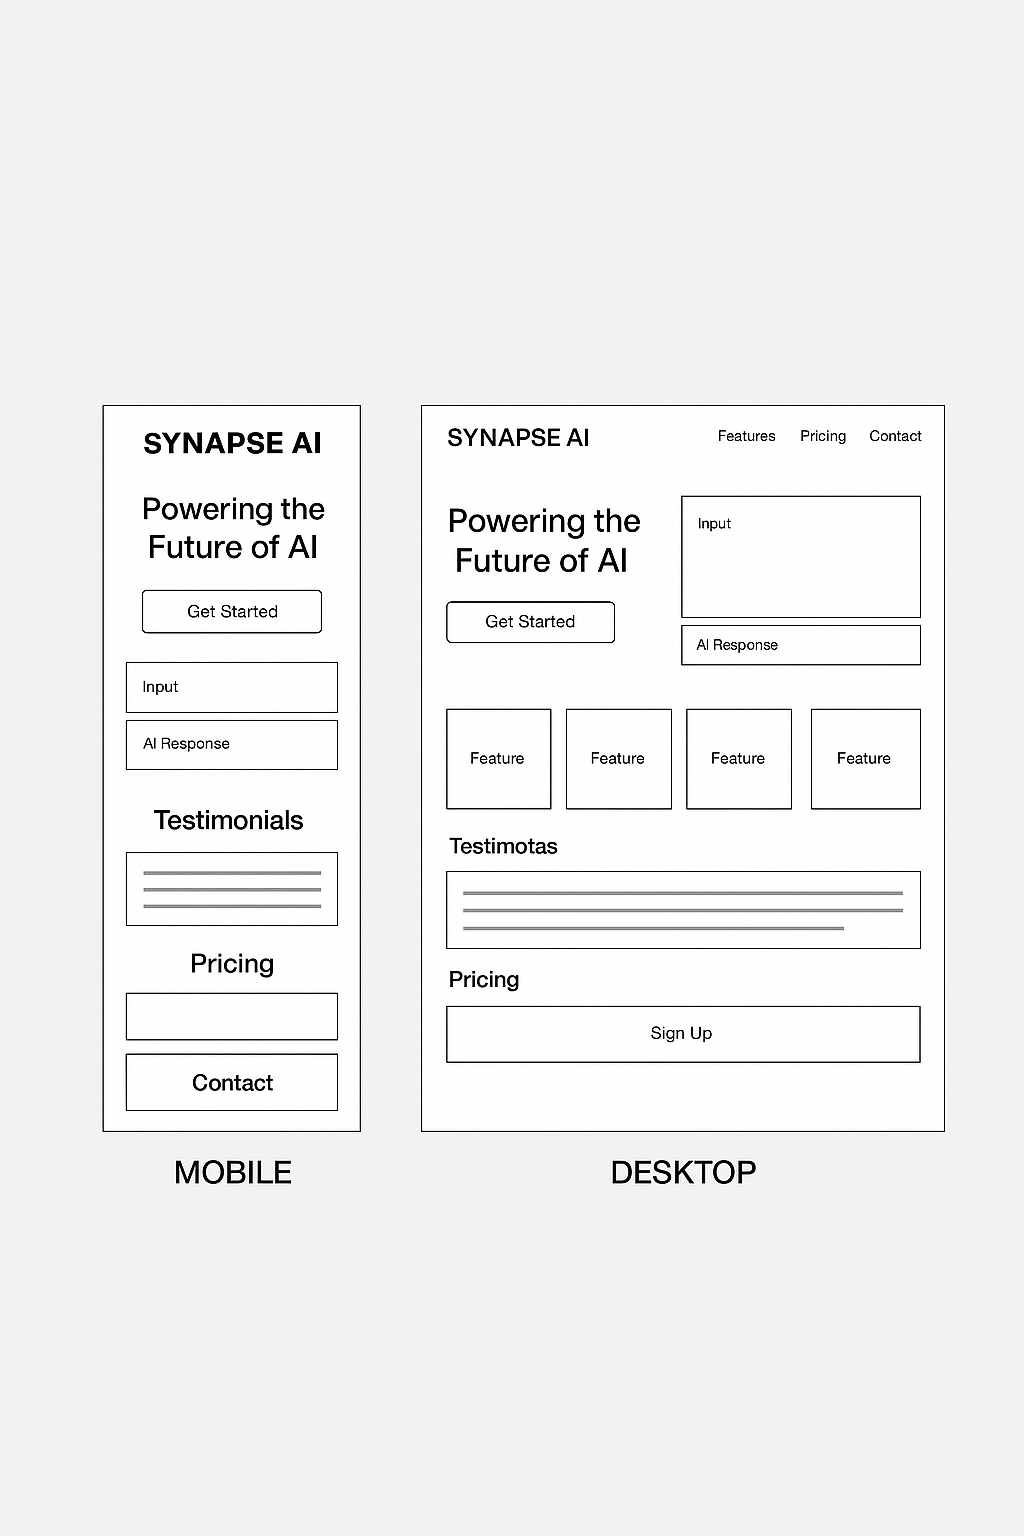 SYNAPSE AI
Powering the
Future of AI
Get Started
Input
AI Response
Testimonials
Pricing
Contact
MOBILE
SYNAPSE AI
Features Pricing Contact
Powering the
Future of AI
Get Started
Input
AI Response
Feature Feature Feature Feature
Testimotas
Pricing
Sign Up
DESKTOP